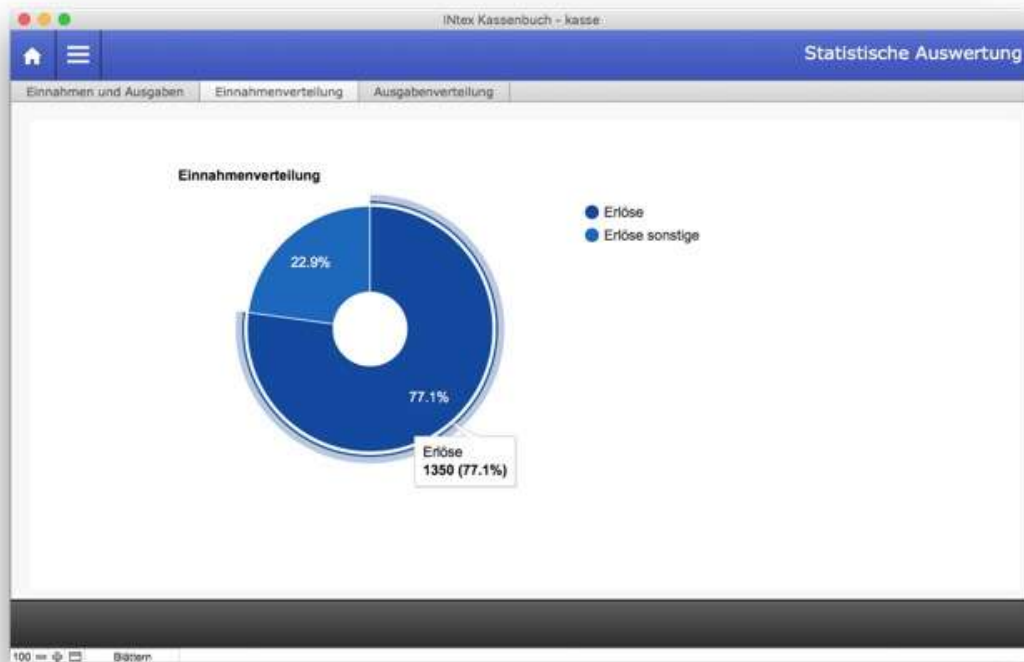 INtex Kassenbuch - kasse
Statistische Auswertung
Einnahmen und Ausgaben Einnahmenverteilung Ausgabenverteilung
Einnahmenverteilung
Erlöse
Erlöse sonstige
22.9%
77.1%
Erlöse
1350 (77.1%)
100 Blättern